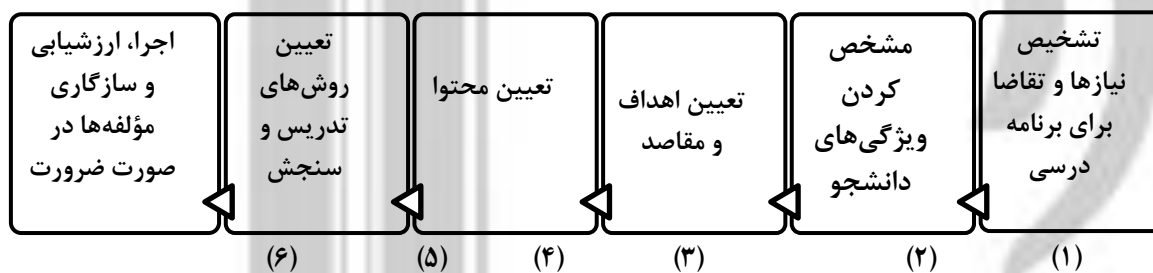 تشخیص
نیازها و تقاضا
برای برنامه
درسی
مشخص
کردن
ویژگی‌های
دانشجو
تعیین اهداف
و مقاصد
تعیین محتوا
تعیین
روش‌های
تدریس و
سنجش
اجرا، ارزشیابی
و سازگاری
مؤلفه‌ها در
صورت ضرورت
(۱) (۲) (۳) (۴) (۵) (۶)